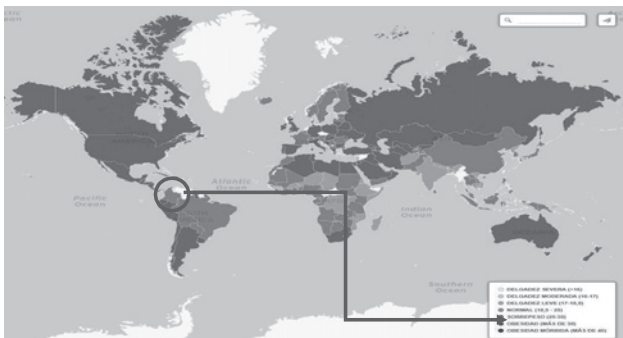 Pacific
Ocean
Atlantic
Ocean
Indian
Ocean
Southern
Ocean
DELGADEZ SEVERA (<16)
DELGADEZ MODERADA (16-17)
DELGADEZ LEVE (17-18,5)
NORMAL (18,5 - 25)
SOBREPESO (25-30)
OBESIDAD (MÁS DE 30)
OBESIDAD MÓRBIDA (MÁS DE 40)